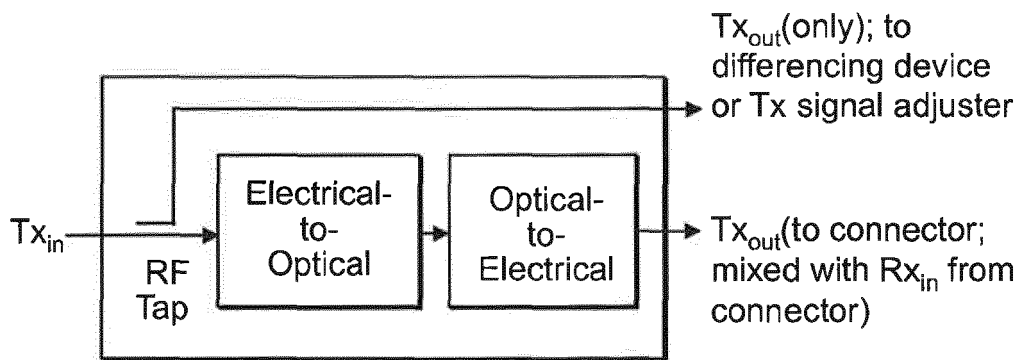 Tx_out(only); to
differencing device
or Tx signal adjuster
Electrical-
to-
Optical
Optical-
to-
Electrical
Tx_in
RF
Tap
Tx_out(to connector;
mixed with Rx_in from
connector)